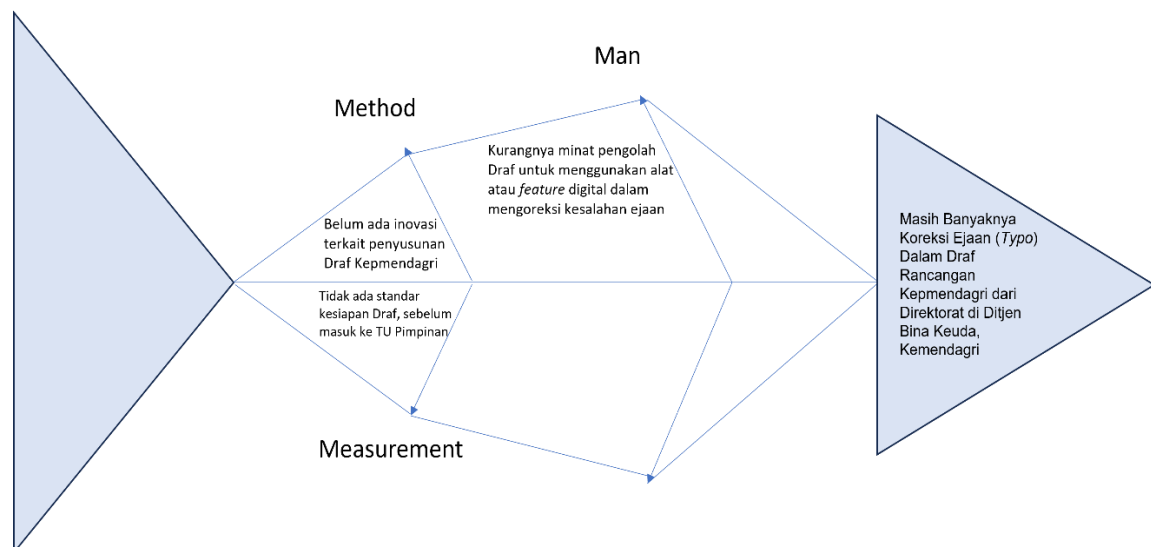 Man
Method
Kurangnya minat pengolah
Draf untuk menggunakan alat
atau feature digital dalam
mengoreksi kesalahan ejaan
Belum ada inovasi
terkait penyusunan
Draf Kepmendagri
Tidak ada standar
kesiapan Draf, sebelum
masuk ke TU Pimpinan
Measurement
Masih Banyaknya
Koreksi Ejaan (Typo)
Dalam Draf
Rancangan
Kepmendagri dari
Direktorat di Ditjen
Bina Keuda,
Kemendagri